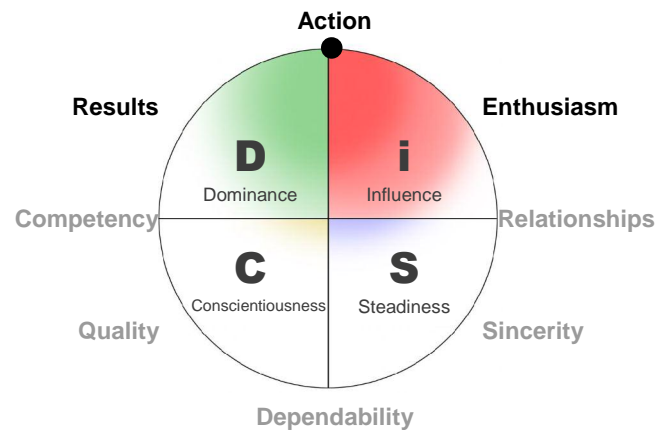 Action
Results
Enthusiasm
D
i
Dominance
Influence
Competency
Relationships
C
S
Conscientiousness
Steadiness
Quality
Sincerity
Dependability